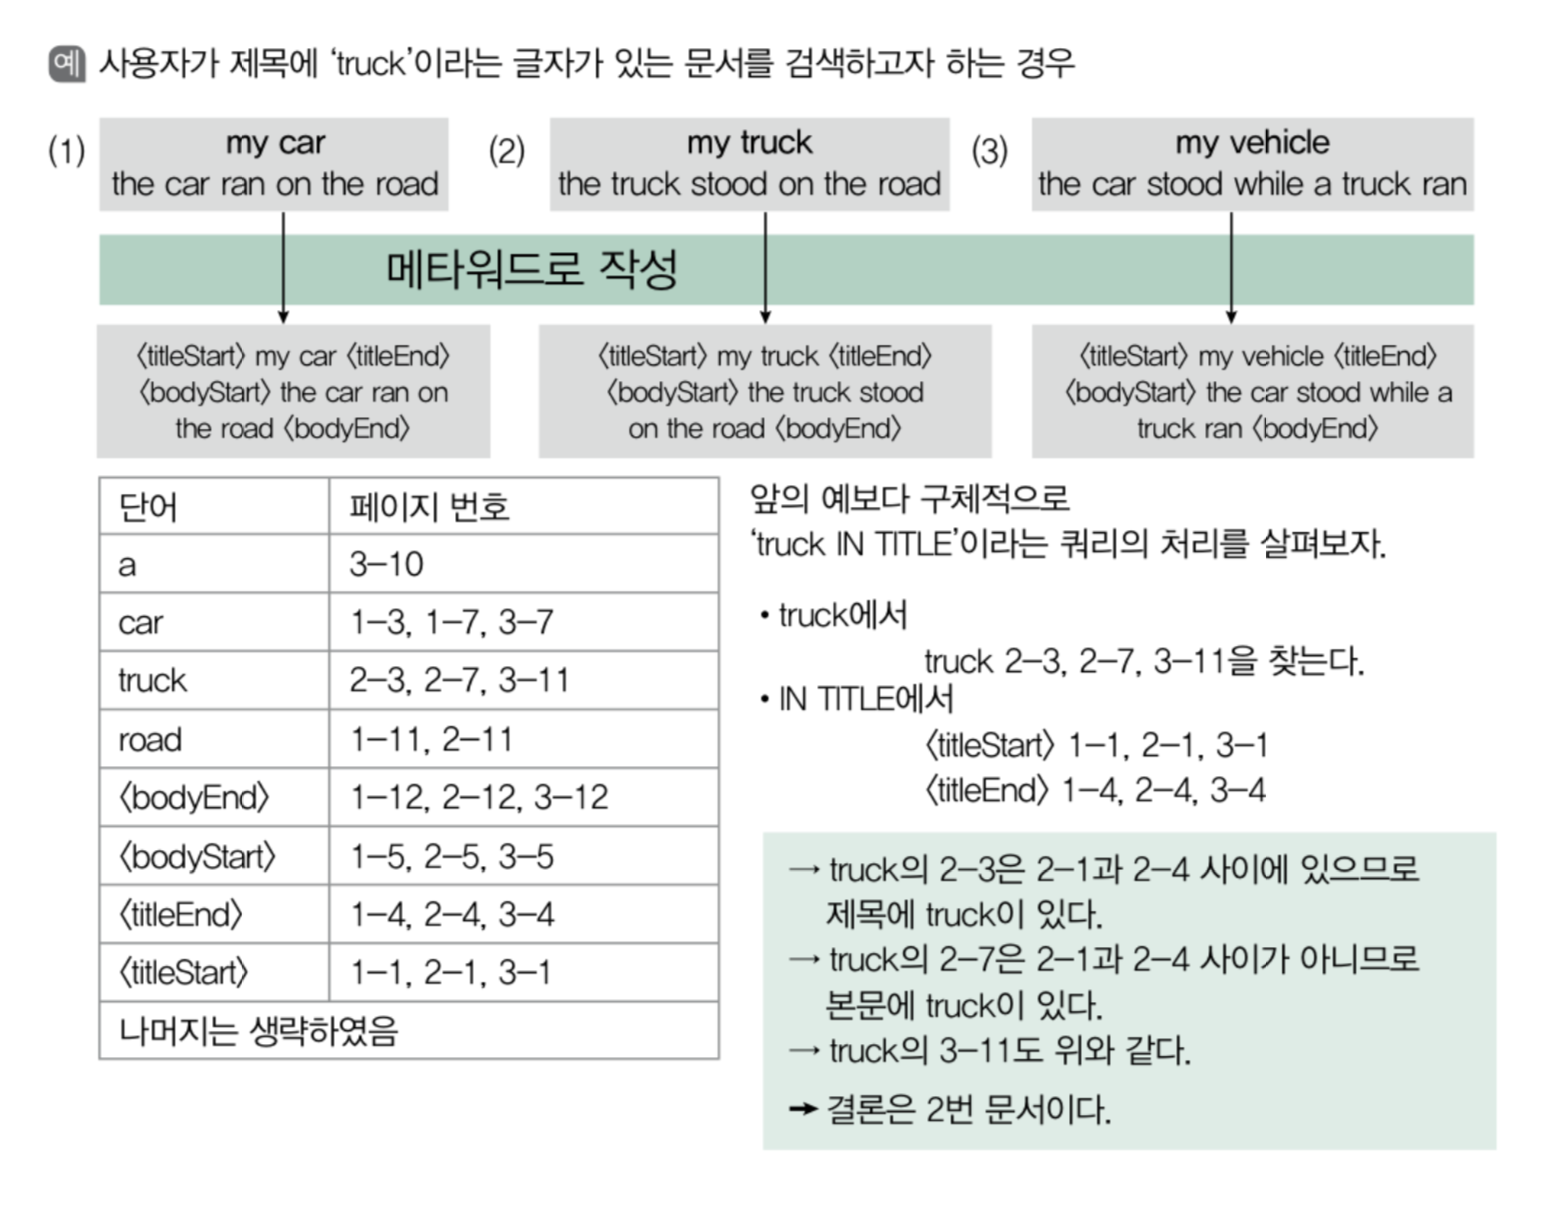 예 사용자가 제목에 ‘truck’이라는 글자가 있는 문서를 검색하고자 하는 경우
(1)
my car
the car ran on the road
(2)
my truck
the truck stood on the road
(3)
my vehicle
the car stood while a truck ran
메타워드로 작성
〈titleStart〉 my car 〈titleEnd〉
〈bodyStart〉 the car ran on
the road 〈bodyEnd〉
〈titleStart〉 my truck 〈titleEnd〉
〈bodyStart〉 the truck stood
on the road 〈bodyEnd〉
〈titleStart〉 my vehicle 〈titleEnd〉
〈bodyStart〉 the car stood while a
truck ran 〈bodyEnd〉
단어 페이지 번호
a 3–10
car 1–3, 1–7, 3–7
truck 2–3, 2–7, 3–11
road 1–11, 2–11
〈bodyEnd〉 1–12, 2–12, 3–12
〈bodyStart〉 1–5, 2–5, 3–5
〈titleEnd〉 1–4, 2–4, 3–4
〈titleStart〉 1–1, 2–1, 3–1
나머지는 생략하였음
앞의 예보다 구체적으로
‘truck IN TITLE’이라는 쿼리의 처리를 살펴보자.
• truck에서
truck 2–3, 2–7, 3–11을 찾는다.
• IN TITLE에서
〈titleStart〉 1–1, 2–1, 3–1
〈titleEnd〉 1–4, 2–4, 3–4
→ truck의 2–3은 2–1과 2–4 사이에 있으므로
제목에 truck이 있다.
→ truck의 2–7은 2–1과 2–4 사이가 아니므로
본문에 truck이 있다.
→ truck의 3–11도 위와 같다.
➞ 결론은 2번 문서이다.